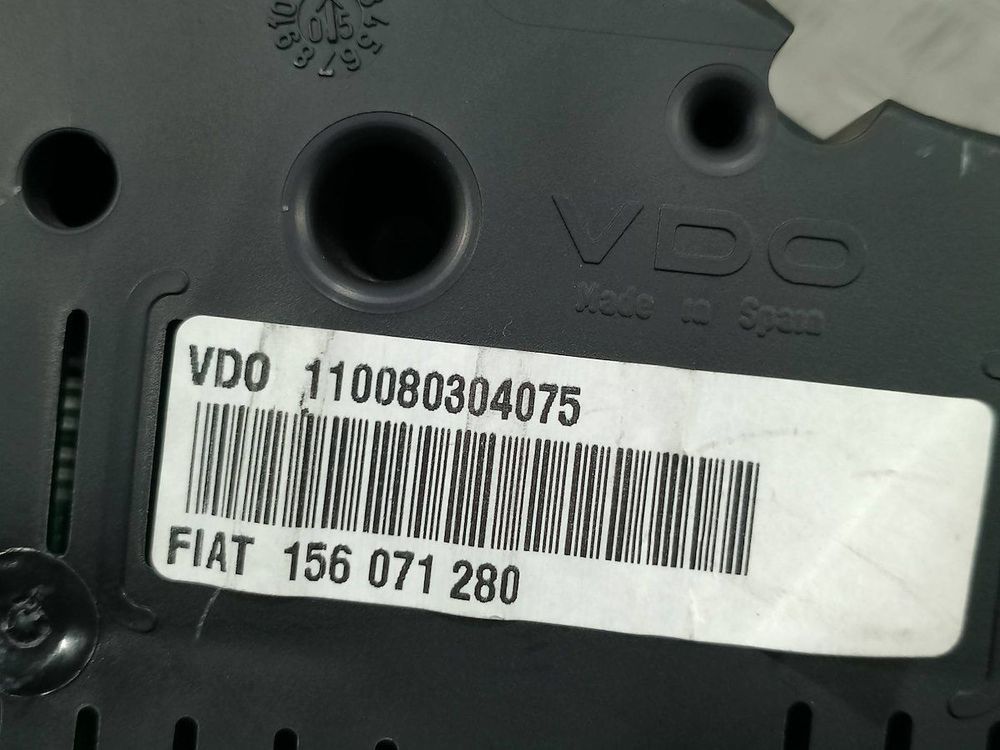 VDO
Made in Spain
VDO 110080304075
FIAT 156 071 280